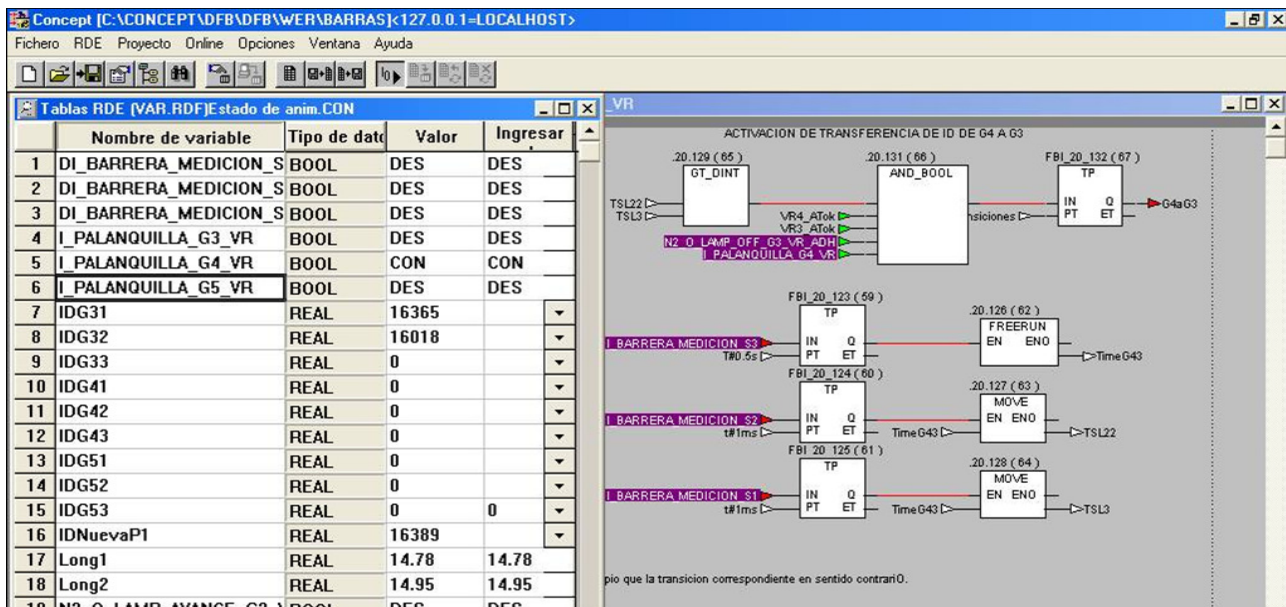 Concept [C:\CONCEPT\DFB\DFB\WER\BARRAS]<127.0.0.1=LOCALHOST>
Fichero RDE Proyecto Online Opciones Ventana Ayuda
Tablas RDE (VAR.RDF)Estado de anim.CON
Nombre de variable Tipo de dato Valor Ingresar
1 DI_BARRERA_MEDICION_S BOOL DES DES
2 DI_BARRERA_MEDICION_S BOOL DES DES
3 DI_BARRERA_MEDICION_S BOOL DES DES
4 I_PALANQUILLA_G3_VR BOOL DES DES
5 I_PALANQUILLA_G4_VR BOOL CON CON
6 I_PALANQUILLA_G5_VR BOOL DES DES
7 IDG31 REAL 16365
8 IDG32 REAL 16018
9 IDG33 REAL 0
10 IDG41 REAL 0
11 IDG42 REAL 0
12 IDG43 REAL 0
13 IDG51 REAL 0
14 IDG52 REAL 0
15 IDG53 REAL 0 0
16 IDNuevaP1 REAL 16389
17 Long1 REAL 14.78 14.78
18 Long2 REAL 14.95 14.95
_VR
ACTIVACION DE TRANSFERENCIA DE ID DE G4 A G3
.20.129 ( 65 ) .20.131 ( 66 ) FBI_20_132 ( 67 )
GT_DINT AND_BOOL TP
TSL22 IN Q G4aG3
TSL3 VR4_ATok nsiciones PT ET
VR3_ATok
N2_O_LAMP_OFF_G3_VR_ADH
I_PALANQUILLA_G4_VR
FBI_20_123 ( 59 ) .20.126 ( 62 )
TP FREERUN
I_BARRERA_MEDICION_S3 IN Q EN ENO
T#0.5s PT ET TimeG43
FBI_20_124 ( 60 ) .20.127 ( 63 )
TP MOVE
I_BARRERA_MEDICION_S2 IN Q EN ENO
t#1ms PT ET TimeG43 TSL22
FBI_20_125 ( 61 ) .20.128 ( 64 )
TP MOVE
I_BARRERA_MEDICION_S1 IN Q EN ENO
t#1ms PT ET TimeG43 TSL3
pio que la transicion correspondiente en sentido contrariO.